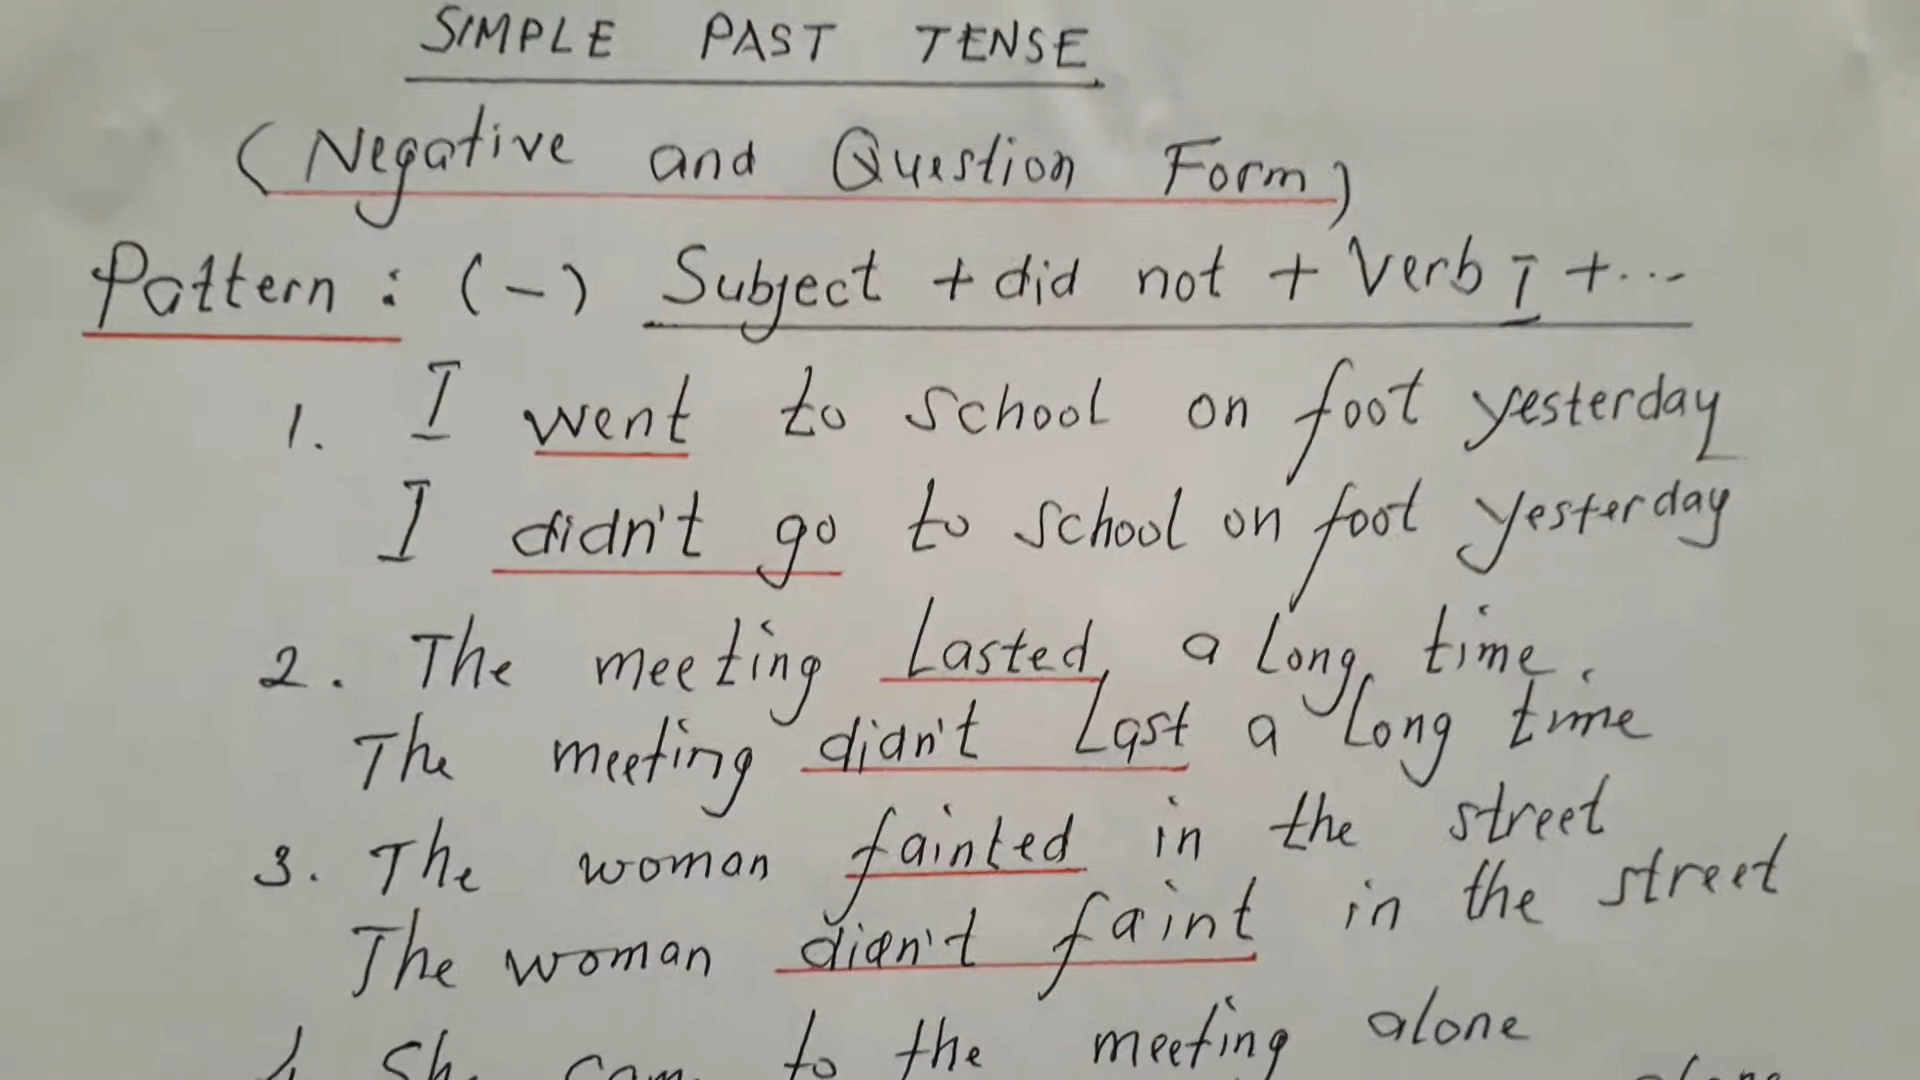 SIMPLE PAST TENSE
(Negative and Question Form)
Pattern : (-) Subject + did not + Verb I + ...
1. I went to school on foot yesterday
I didn't go to school on foot yesterday
2. The meeting Lasted a Long time.
The meeting didn't Last a Long time
3. The woman fainted in the street
The woman didn't faint in the street
to the meeting alone